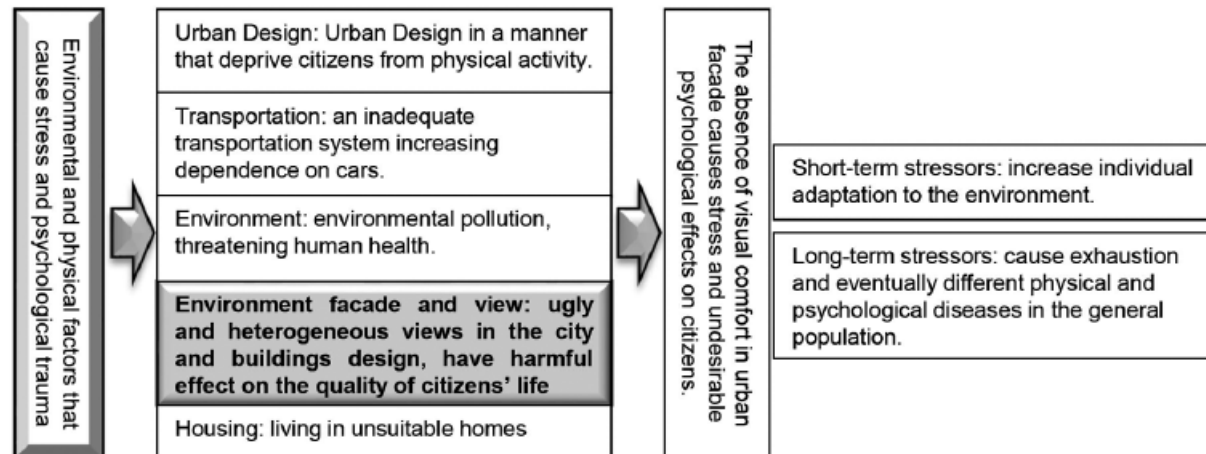 Environmental and physical factors that
cause stress and psychological trauma
Urban Design: Urban Design in a manner
that deprive citizens from physical activity.
Transportation: an inadequate
transportation system increasing
dependence on cars.
Environment: environmental pollution,
threatening human health.
Environment facade and view: ugly
and heterogeneous views in the city
and buildings design, have harmful
effect on the quality of citizens’ life
Housing: living in unsuitable homes
The absence of visual comfort in urban
facade causes stress and undesirable
psychological effects on citizens.
Short-term stressors: increase individual
adaptation to the environment.
Long-term stressors: cause exhaustion
and eventually different physical and
psychological diseases in the general
population.